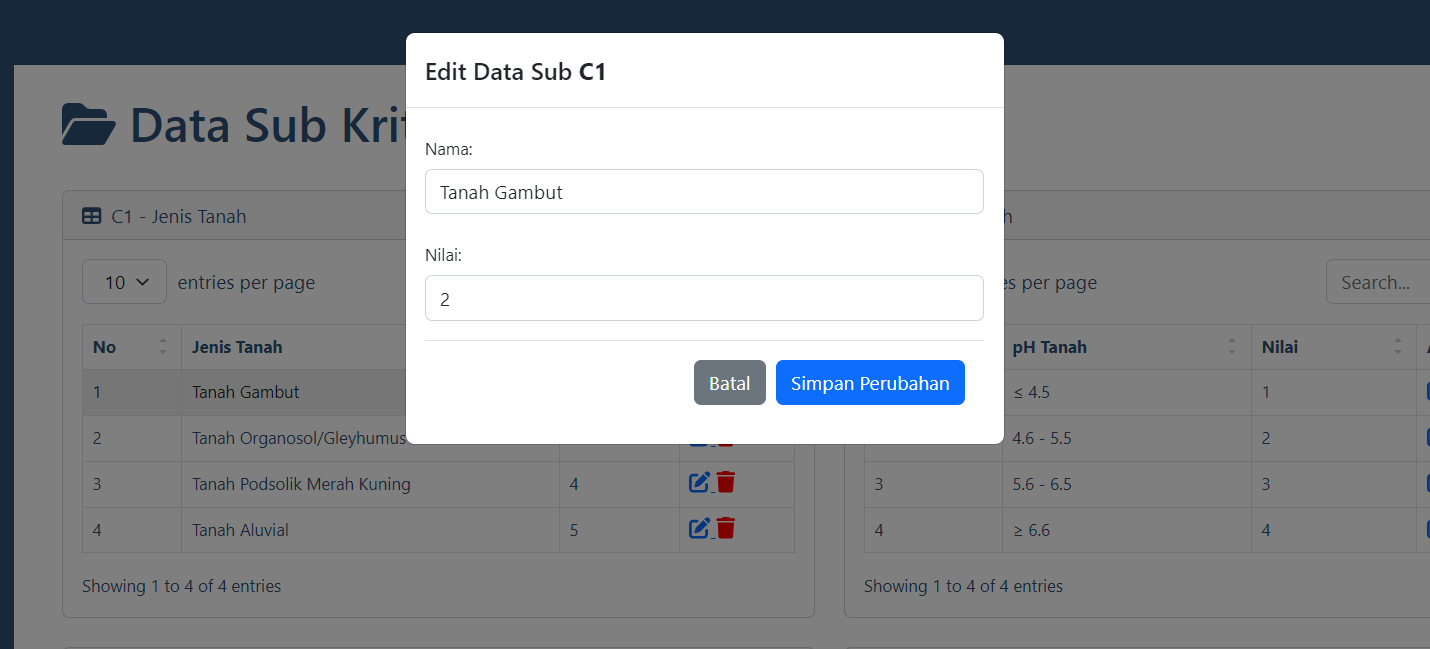 Edit Data Sub C1
Data Sub
Nama:
Tanah Gambut
C1 - Jenis Tanah
Nilai:
10 entries per page
2
per page
Search...
No Jenis Tanah
pH Tanah Nilai
Batal Simpan Perubahan
1 Tanah Gambut
≤ 4.5 1
2 Tanah Organosol/Gleyhumus
4.6 - 5.5 2
3 Tanah Podsolik Merah Kuning 4
3 5.6 - 6.5 3
4 Tanah Aluvial 5
4 ≥ 6.6 4
Showing 1 to 4 of 4 entries
Showing 1 to 4 of 4 entries